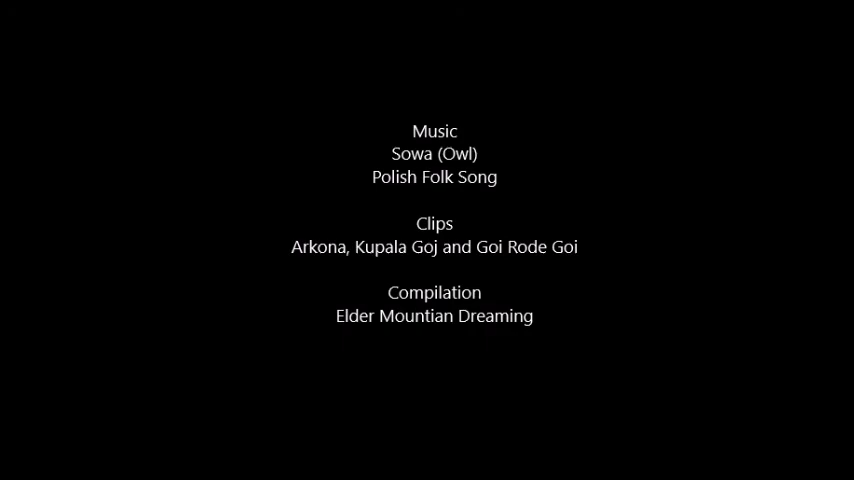 Music
Sowa (Owl)
Polish Folk Song
Clips
Arkona, Kupala Goj and Goi Rode Goi
Compilation
Elder Mountian Dreaming